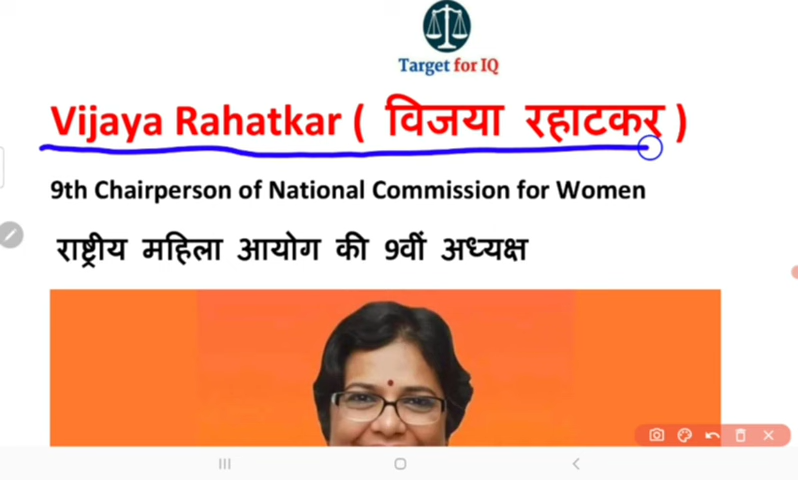 Target for IQ
Vijaya Rahatkar ( विजया रहाटकर )
9th Chairperson of National Commission for Women
राष्ट्रीय महिला आयोग की 9वीं अध्यक्ष